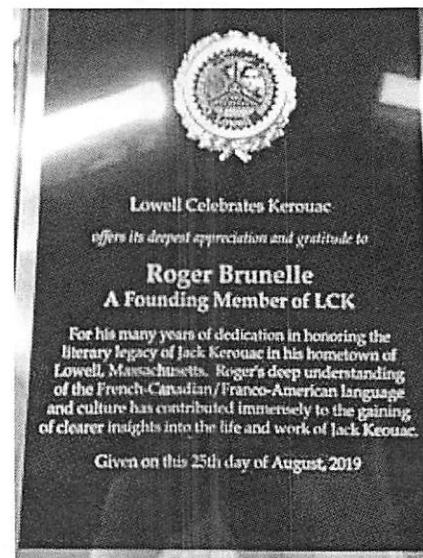 Lowell Celebrates Kerouac
offers its deepest appreciation and gratitude to
Roger Brunelle
A Founding Member of LCK
For his many years of dedication in honoring the
literary legacy of Jack Kerouac in his hometown of
Lowell, Massachusetts. Roger's deep understanding
of the French-Canadian/Franco-American language
and culture has contributed immensely to the gaining
of clearer insights into the life and work of Jack Keouac.
Given on this 25th day of August, 2019